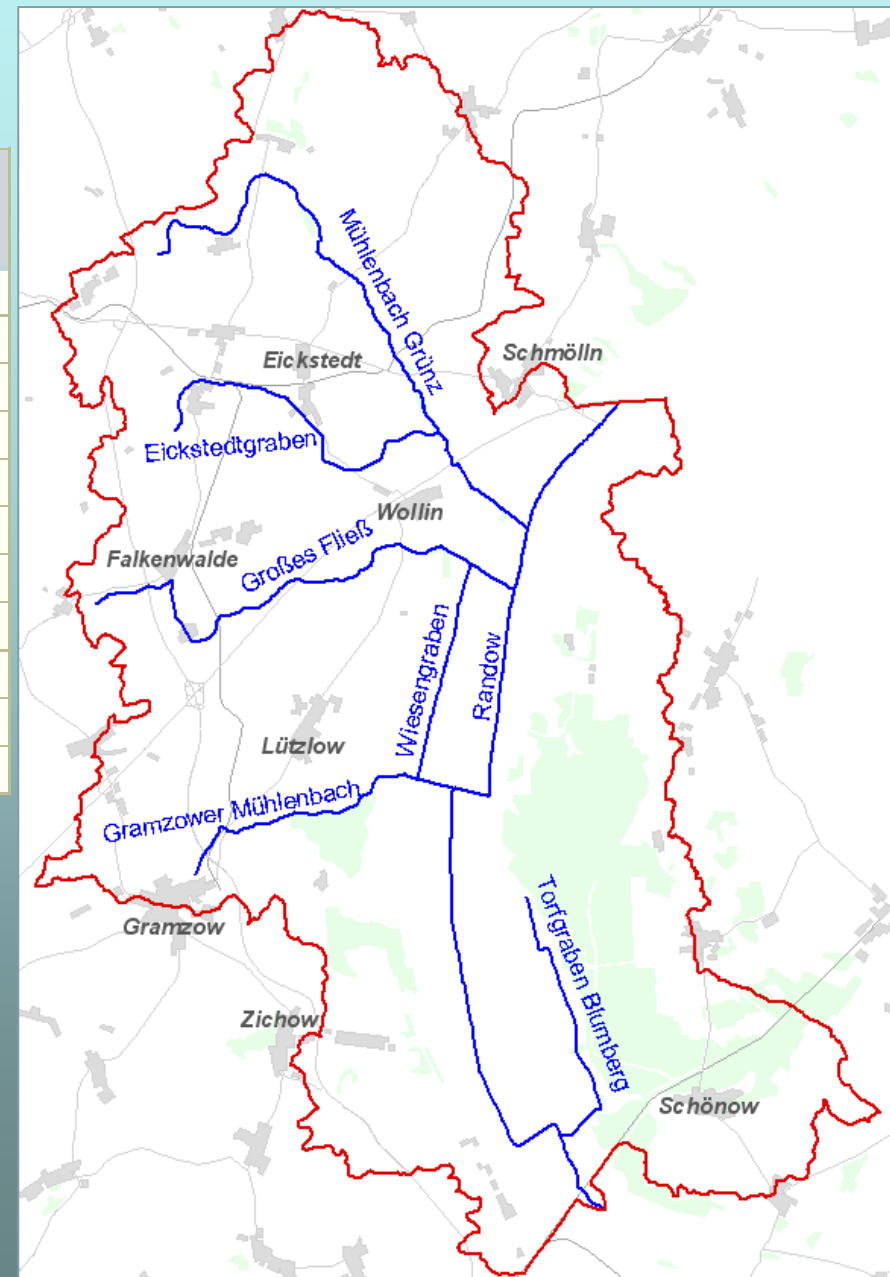 Mühlenbach Grünz
Schmölln
Eickstedt
Eickstedtgraben
Wollin
Großes Fließ
Falkenwalde
Wiesengraben
Randow
Lützlow
Gramzower Mühlenbach
Torfgraben Blumberg
Gramzow
Zichow
Schönow